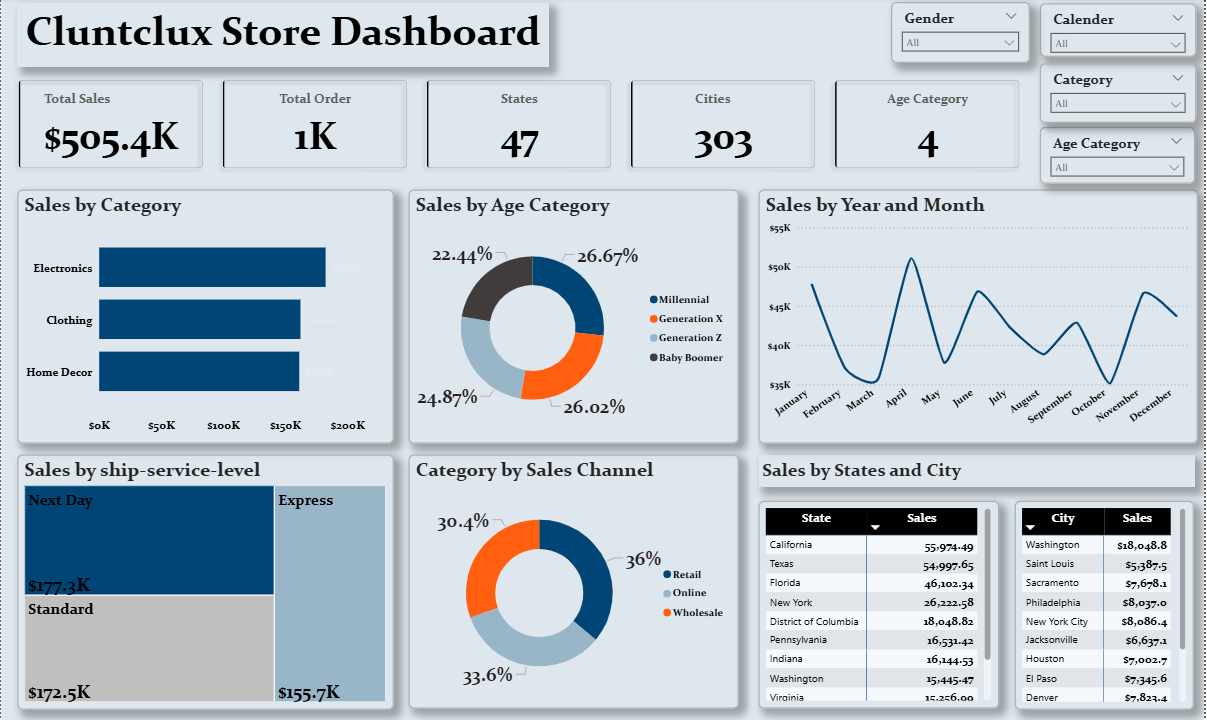 Cluntclux Store Dashboard
Gender
All
Calender
All
Category
All
Age Category
All
Total Sales
$505.4K
Total Order
1K
States
47
Cities
303
Age Category
4
Sales by Category
Electronics
Clothing
Home Decor
$0K $50K $100K $150K $200K
Sales by Age Category
22.44%
26.67%
24.87%
26.02%
Millennial
Generation X
Generation Z
Baby Boomer
Sales by Year and Month
$55K
$50K
$45K
$40K
$35K
January February March April May June July August September October November December
Sales by ship-service-level
Next Day
$177.3K
Standard
$172.5K
Express
$155.7K
Category by Sales Channel
30.4%
36%
33.6%
Retail
Online
Wholesale
Sales by States and City
State Sales
California 55,974.49
Texas 54,997.65
Florida 46,102.34
New York 26,222.58
District of Columbia 18,048.82
Pennsylvania 16,531.42
Indiana 16,144.53
Washington 15,445.47
Virginia 15,256.09
City Sales
Washington $18,048.8
Saint Louis $5,387.5
Sacramento $7,678.1
Philadelphia $8,037.0
New York City $8,086.4
Jacksonville $6,637.1
Houston $7,002.7
El Paso $7,345.6
Denver $7,823.4